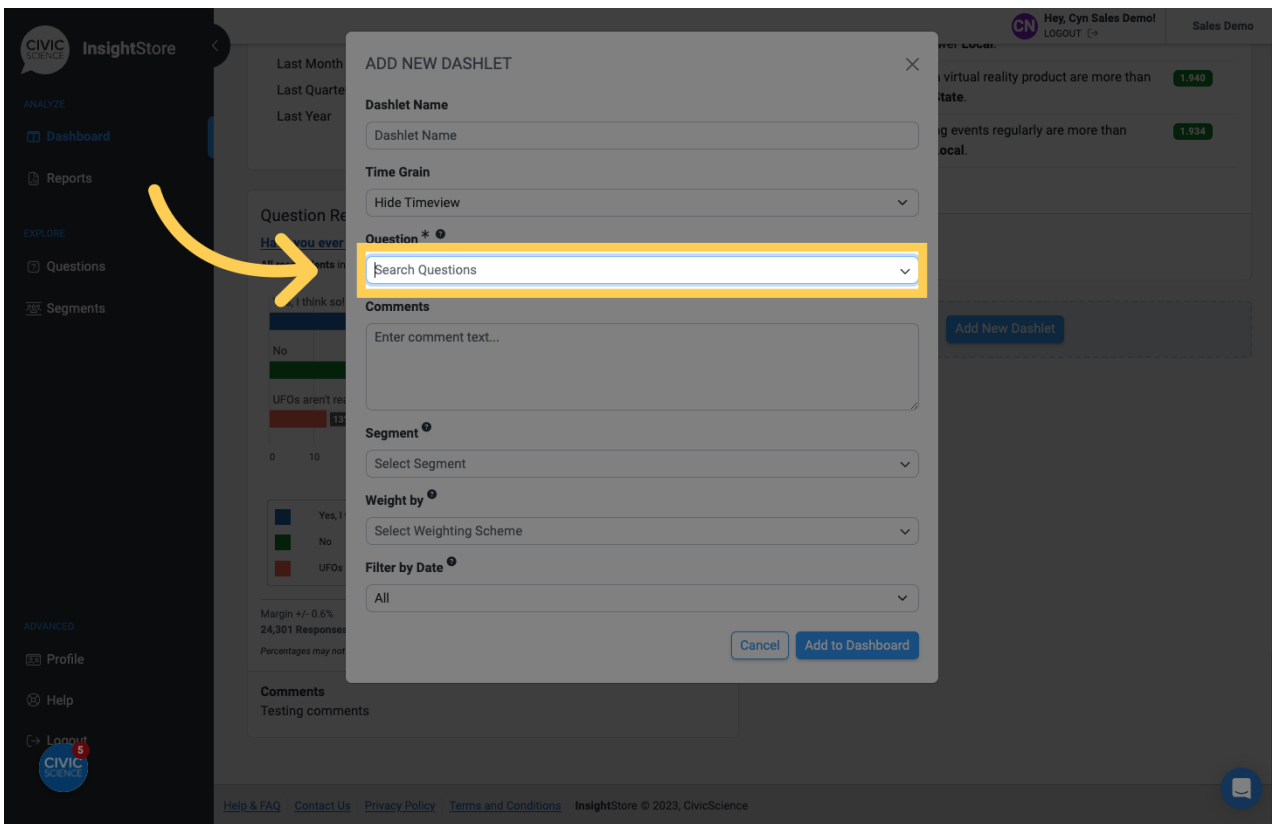 CIVIC
SCIENCE
InsightStore
ANALYZE
Dashboard
Reports
EXPLORE
Questions
Segments
ADVANCED
Profile
Help
Logout
5
CIVIC
SCIENCE
CN
Hey, Cyn Sales Demo!
LOGOUT
Sales Demo
Last Month
Last Quarte
Last Year
Local.
virtual reality product are more than
1.940
State.
g events regularly are more than
1.934
Local.
ADD NEW DASHLET
Dashlet Name
Dashlet Name
Time Grain
Hide Timeview
Question *
Search Questions
Comments
Enter comment text...
Segment
Select Segment
Weight by
Select Weighting Scheme
Filter by Date
All
Cancel
Add to Dashboard
Add New Dashlet
Question Re
you ever
in
I think so!
No
UFOs aren't rea
13
0 10
Yes, I
No
UFOs
Margin +/- 0.6%
24,301 Responses
Percentages may not
Comments
Testing comments
Help & FAQ Contact Us Privacy Policy Terms and Conditions InsightStore © 2023, CivicScience